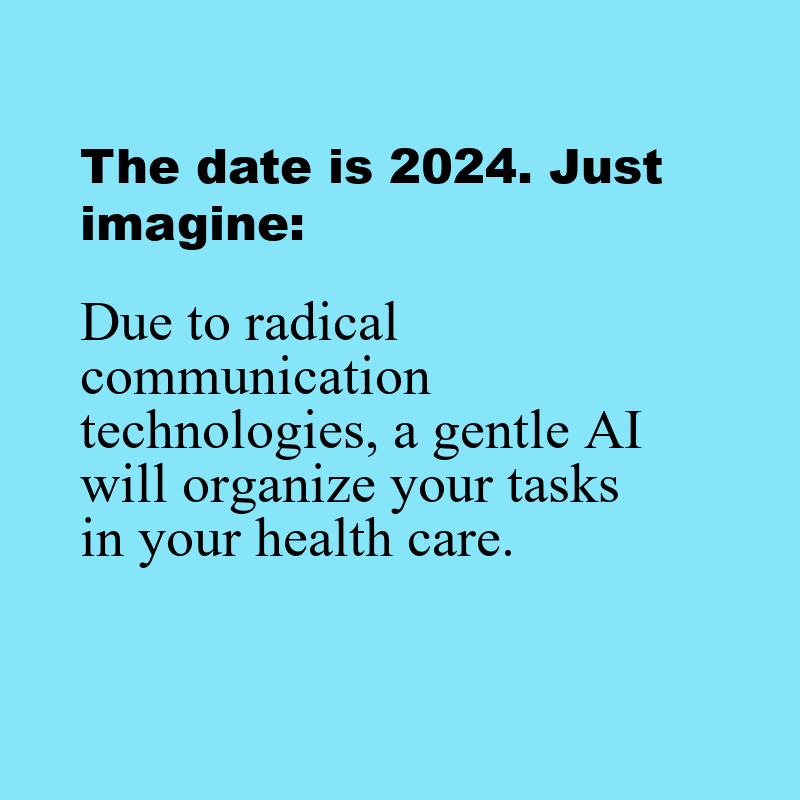 The date is 2024. Just
imagine:
Due to radical
communication
technologies, a gentle AI
will organize your tasks
in your health care.